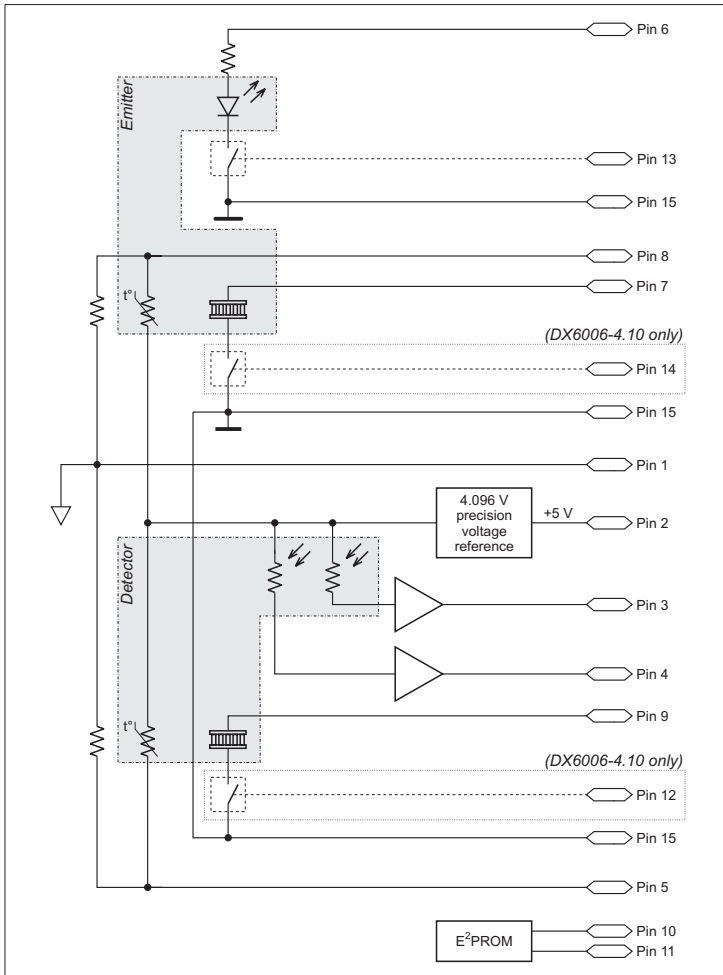 Pin 6
Emitter
Pin 13
Pin 15
Pin 8
Pin 7
t°
(DX6006-4.10 only)
Pin 14
Pin 15
Pin 1
4.096 V
precision
voltage
reference
+5 V
Pin 2
Detector
Pin 3
Pin 4
Pin 9
t°
(DX6006-4.10 only)
Pin 12
Pin 15
Pin 5
E²PROM
Pin 10
Pin 11